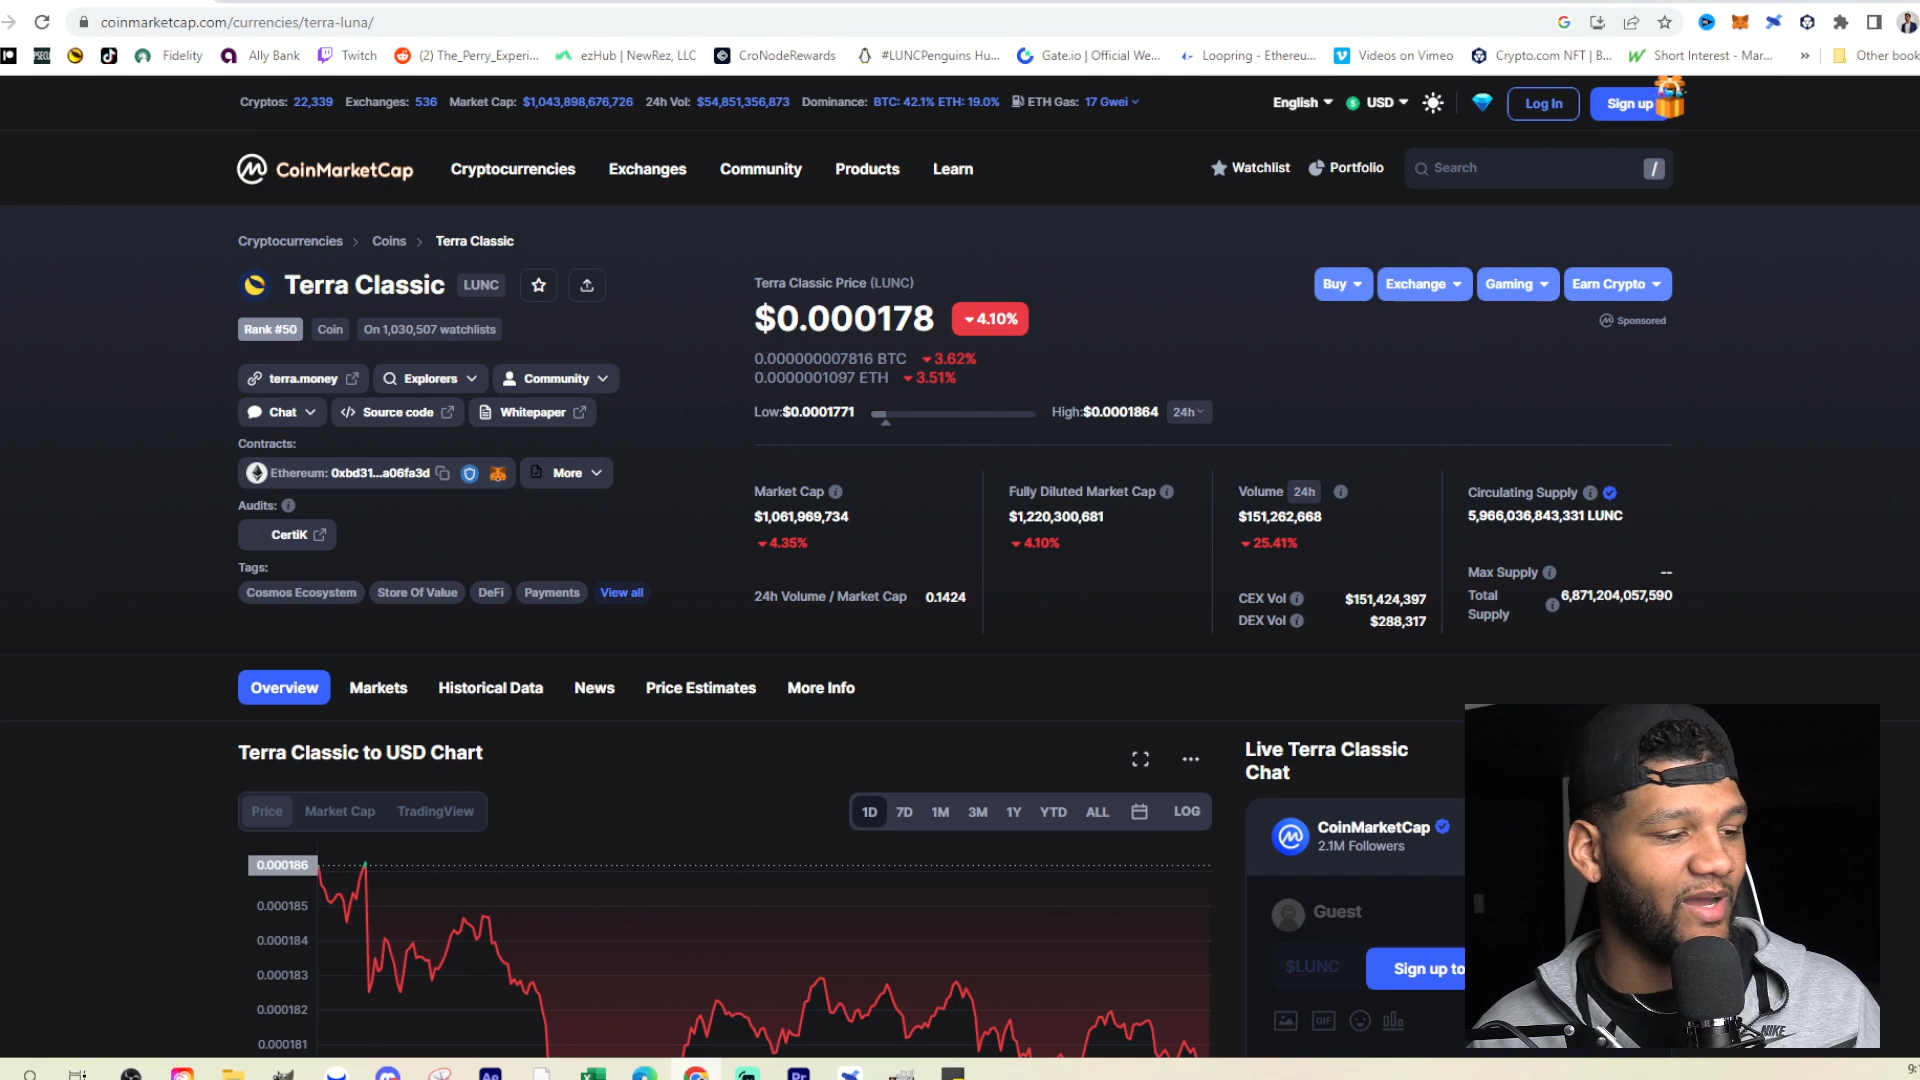 coinmarketcap.com/currencies/terra-luna/
Fidelity Ally Bank Twitch (2) The_Perry_Experi... ezHub | NewRez, LLC CroNodeRewards #LUNCPenguins Hu... Gate.io | Official We... Loopring - Ethereu... Videos on Vimeo Crypto.com NFT | B... Short Interest - Mar... » Other book
Cryptos: 22,339 Exchanges: 536 Market Cap: $1,043,898,676,726 24h Vol: $54,851,356,873 Dominance: BTC: 42.1% ETH: 19.0% ETH Gas: 17 Gwei
English USD Log In Sign up
CoinMarketCap Cryptocurrencies Exchanges Community Products Learn Watchlist Portfolio Search /
Cryptocurrencies > Coins > Terra Classic
Terra Classic LUNC
Rank #50 Coin On 1,030,507 watchlists
terra.money Explorers Community
Chat Source code Whitepaper
Contracts:
Ethereum: 0xbd31...a06fa3d More
Audits:
CertiK
Tags:
Cosmos Ecosystem Store Of Value DeFi Payments View all
Terra Classic Price (LUNC)
$0.000178 4.10%
0.000000007816 BTC 3.62%
0.0000001097 ETH 3.51%
Low:$0.0001771 High:$0.0001864 24h
Buy Exchange Gaming Earn Crypto
Sponsored
Market Cap
$1,061,969,734
4.35%
24h Volume / Market Cap 0.1424
Fully Diluted Market Cap
$1,220,300,681
4.10%
Volume 24h
$151,262,668
25.41%
CEX Vol $151,424,397
DEX Vol $288,317
Circulating Supply
5,966,036,843,331 LUNC
Max Supply --
Total Supply 6,871,204,057,590
Overview Markets Historical Data News Price Estimates More Info
Terra Classic to USD Chart
Price Market Cap TradingView
1D 7D 1M 3M 1Y YTD ALL LOG
0.000186
0.000185
0.000184
0.000183
0.000182
0.000181
Live Terra Classic
Chat
CoinMarketCap
2.1M Followers
Guest
$LUNC Sign up to
GIF
NIKE
Ae Pr
9: